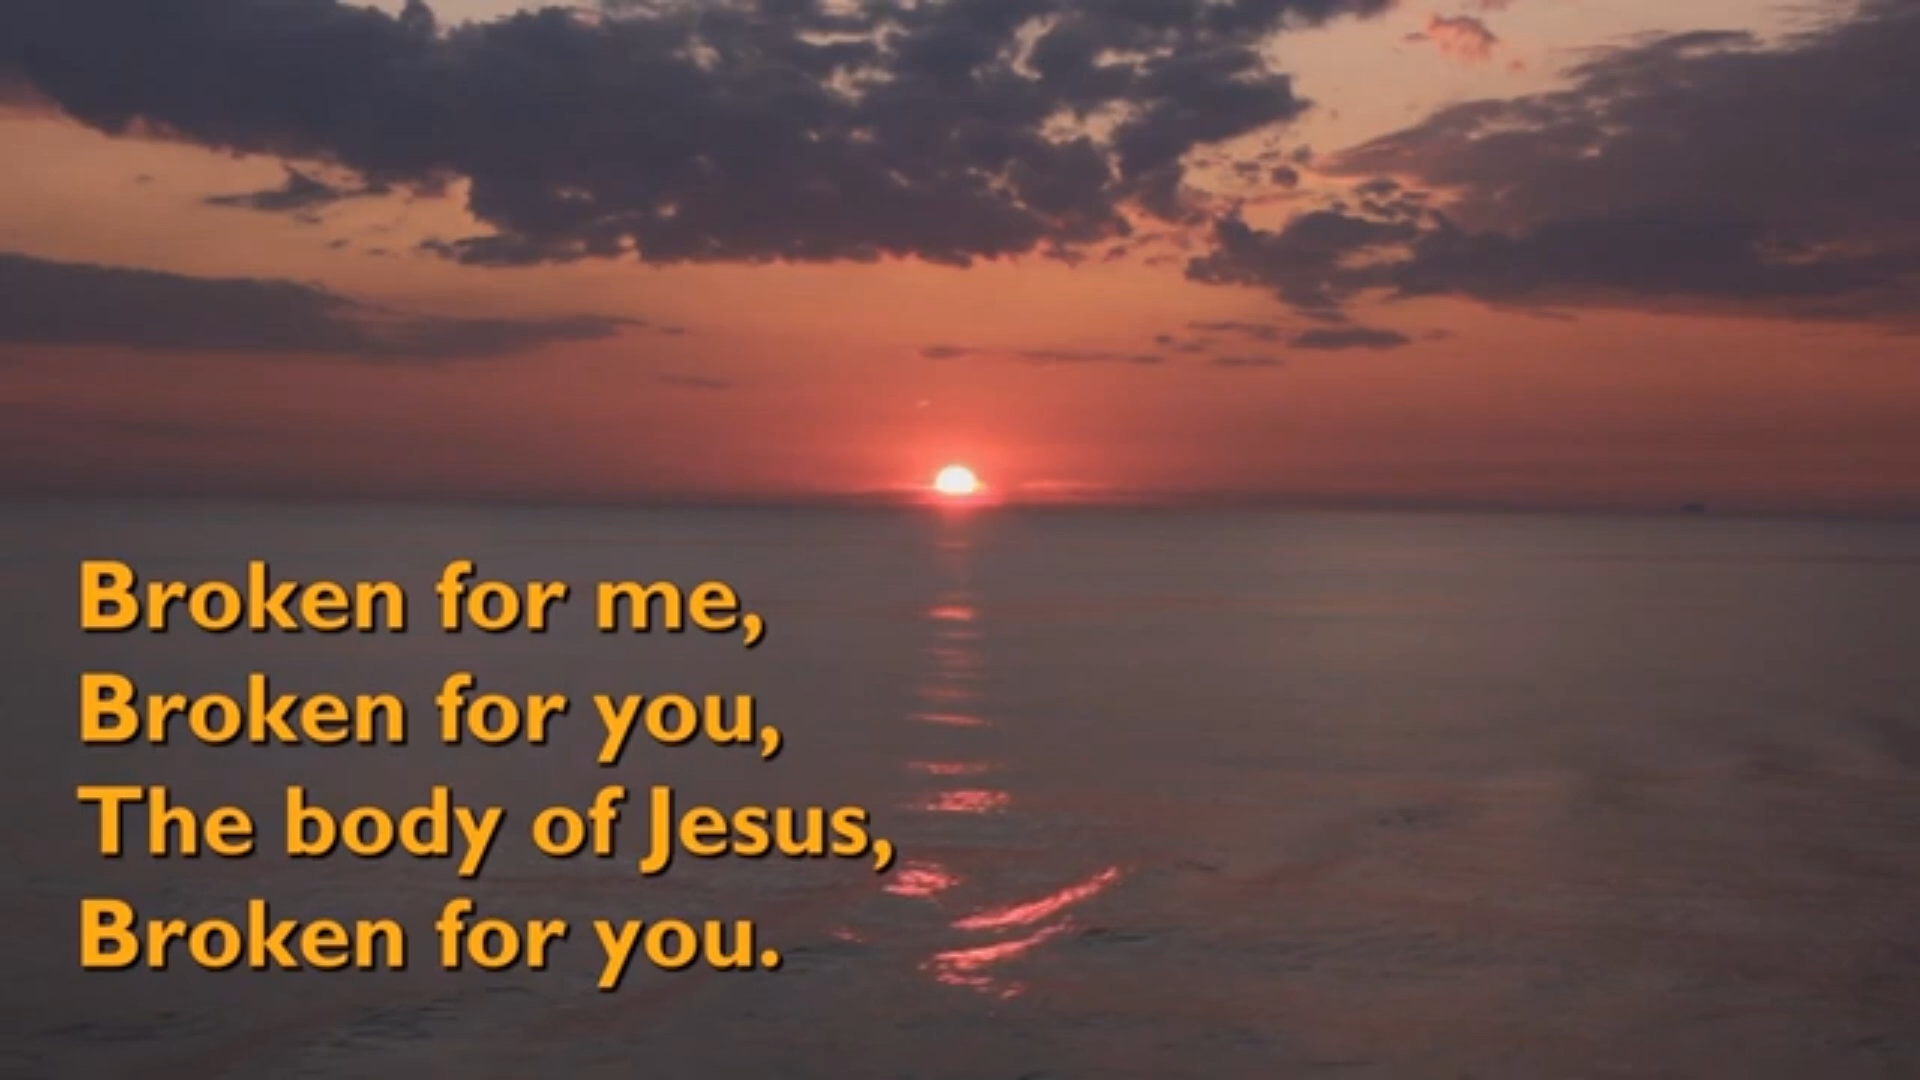 Broken for me,
Broken for you,
The body of Jesus,
Broken for you.